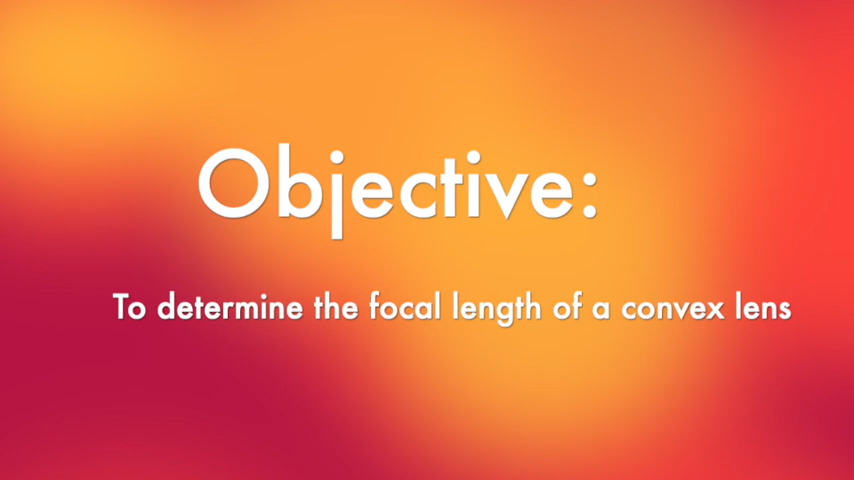 Objective:
To determine the focal length of a convex lens